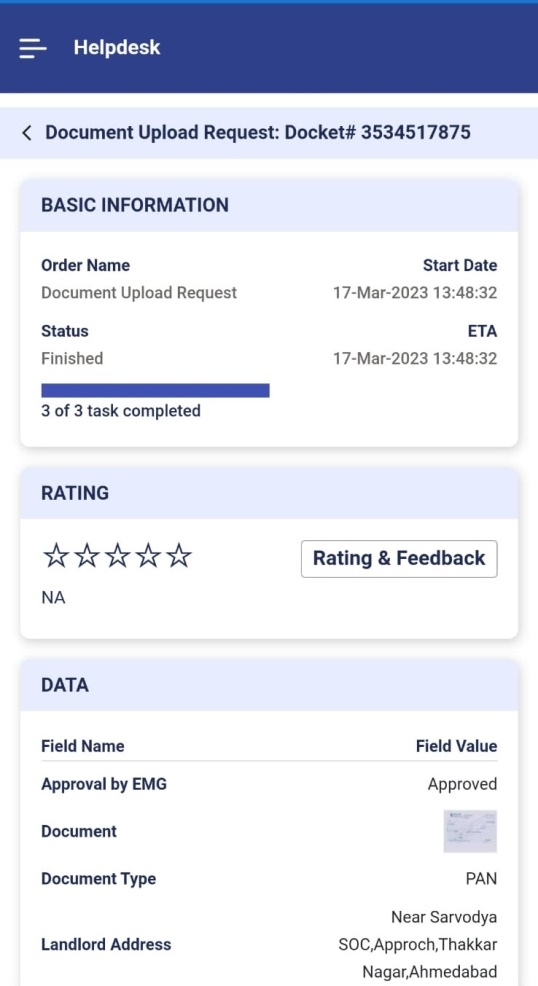 Helpdesk
Document Upload Request: Docket# 3534517875
BASIC INFORMATION
Order Name Start Date
Document Upload Request 17-Mar-2023 13:48:32
Status ETA
Finished 17-Mar-2023 13:48:32
3 of 3 task completed
RATING
Rating & Feedback
NA
DATA
Field Name Field Value
Approval by EMG Approved
Document
Document Type PAN
Near Sarvodya
Landlord Address SOC,Approch,Thakkar
Nagar,Ahmedabad